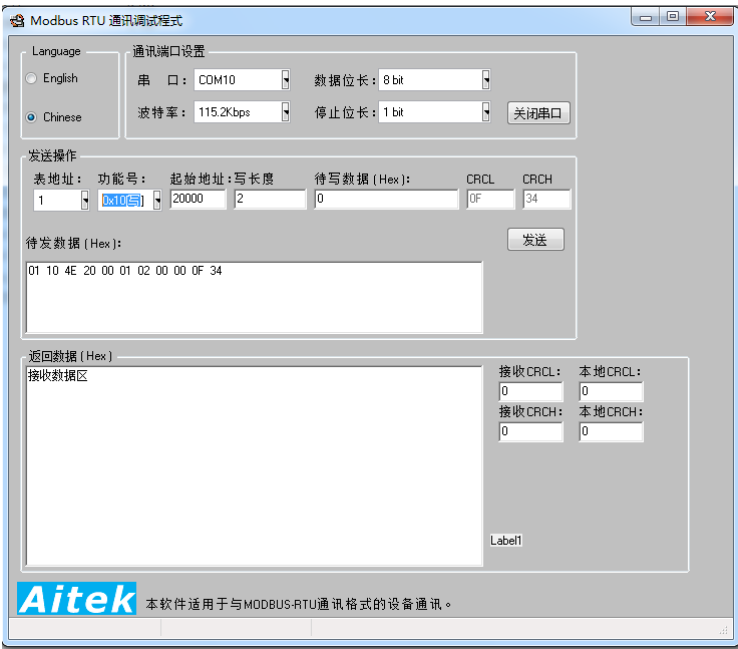 Modbus RTU 通讯调试程式
Language
English
Chinese
通讯端口设置
串 口: COM10
数据位长: 8 bit
波特率: 115.2Kbps
停止位长: 1 bit
关闭串口
发送操作
表地址: 功能号: 起始地址: 写长度 待写数据(Hex): CRCL CRCH
1 0x10[写] 20000 2 0 0F 34
待发数据(Hex):
发送
01 10 4E 20 00 01 02 00 00 0F 34
返回数据(Hex)
接收数据区
接收CRCL: 本地CRCL:
0 0
接收CRCH: 本地CRCH:
0 0
Label1
Aitek 本软件适用于与MODBUS-RTU通讯格式的设备通讯。